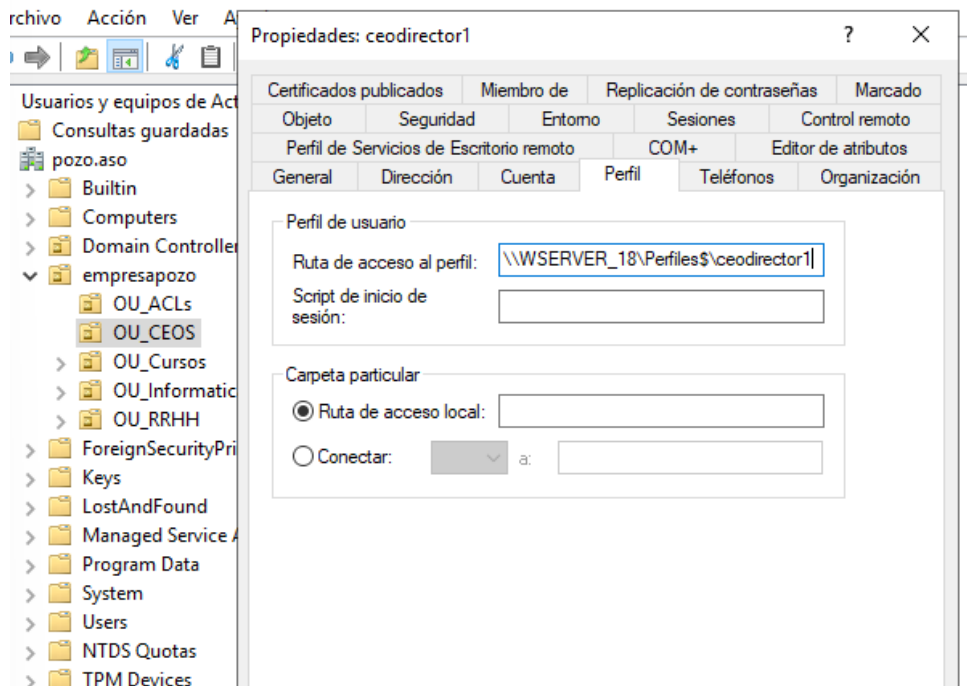 rchivo Acción Ver A
Propiedades: ceodirector1 ?
Usuarios y equipos de Act
Consultas guardadas
pozo.aso
Builtin
Computers
Domain Controller
empresapozo
OU_ACLs
OU_CEOS
OU_Cursos
OU_Informatic
OU_RRHH
ForeignSecurityPri
Keys
LostAndFound
Managed Service A
Program Data
System
Users
NTDS Quotas
TPM Devices
Certificados publicados Miembro de Replicación de contraseñas Marcado
Objeto Seguridad Entorno Sesiones Control remoto
Perfil de Servicios de Escritorio remoto COM+ Editor de atributos
General Dirección Cuenta Perfil Teléfonos Organización
Perfil de usuario
Ruta de acceso al perfil: \\WSERVER_18\Perfiles$\ceodirector1
Script de inicio de
sesión:
Carpeta particular
Ruta de acceso local:
Conectar: a: